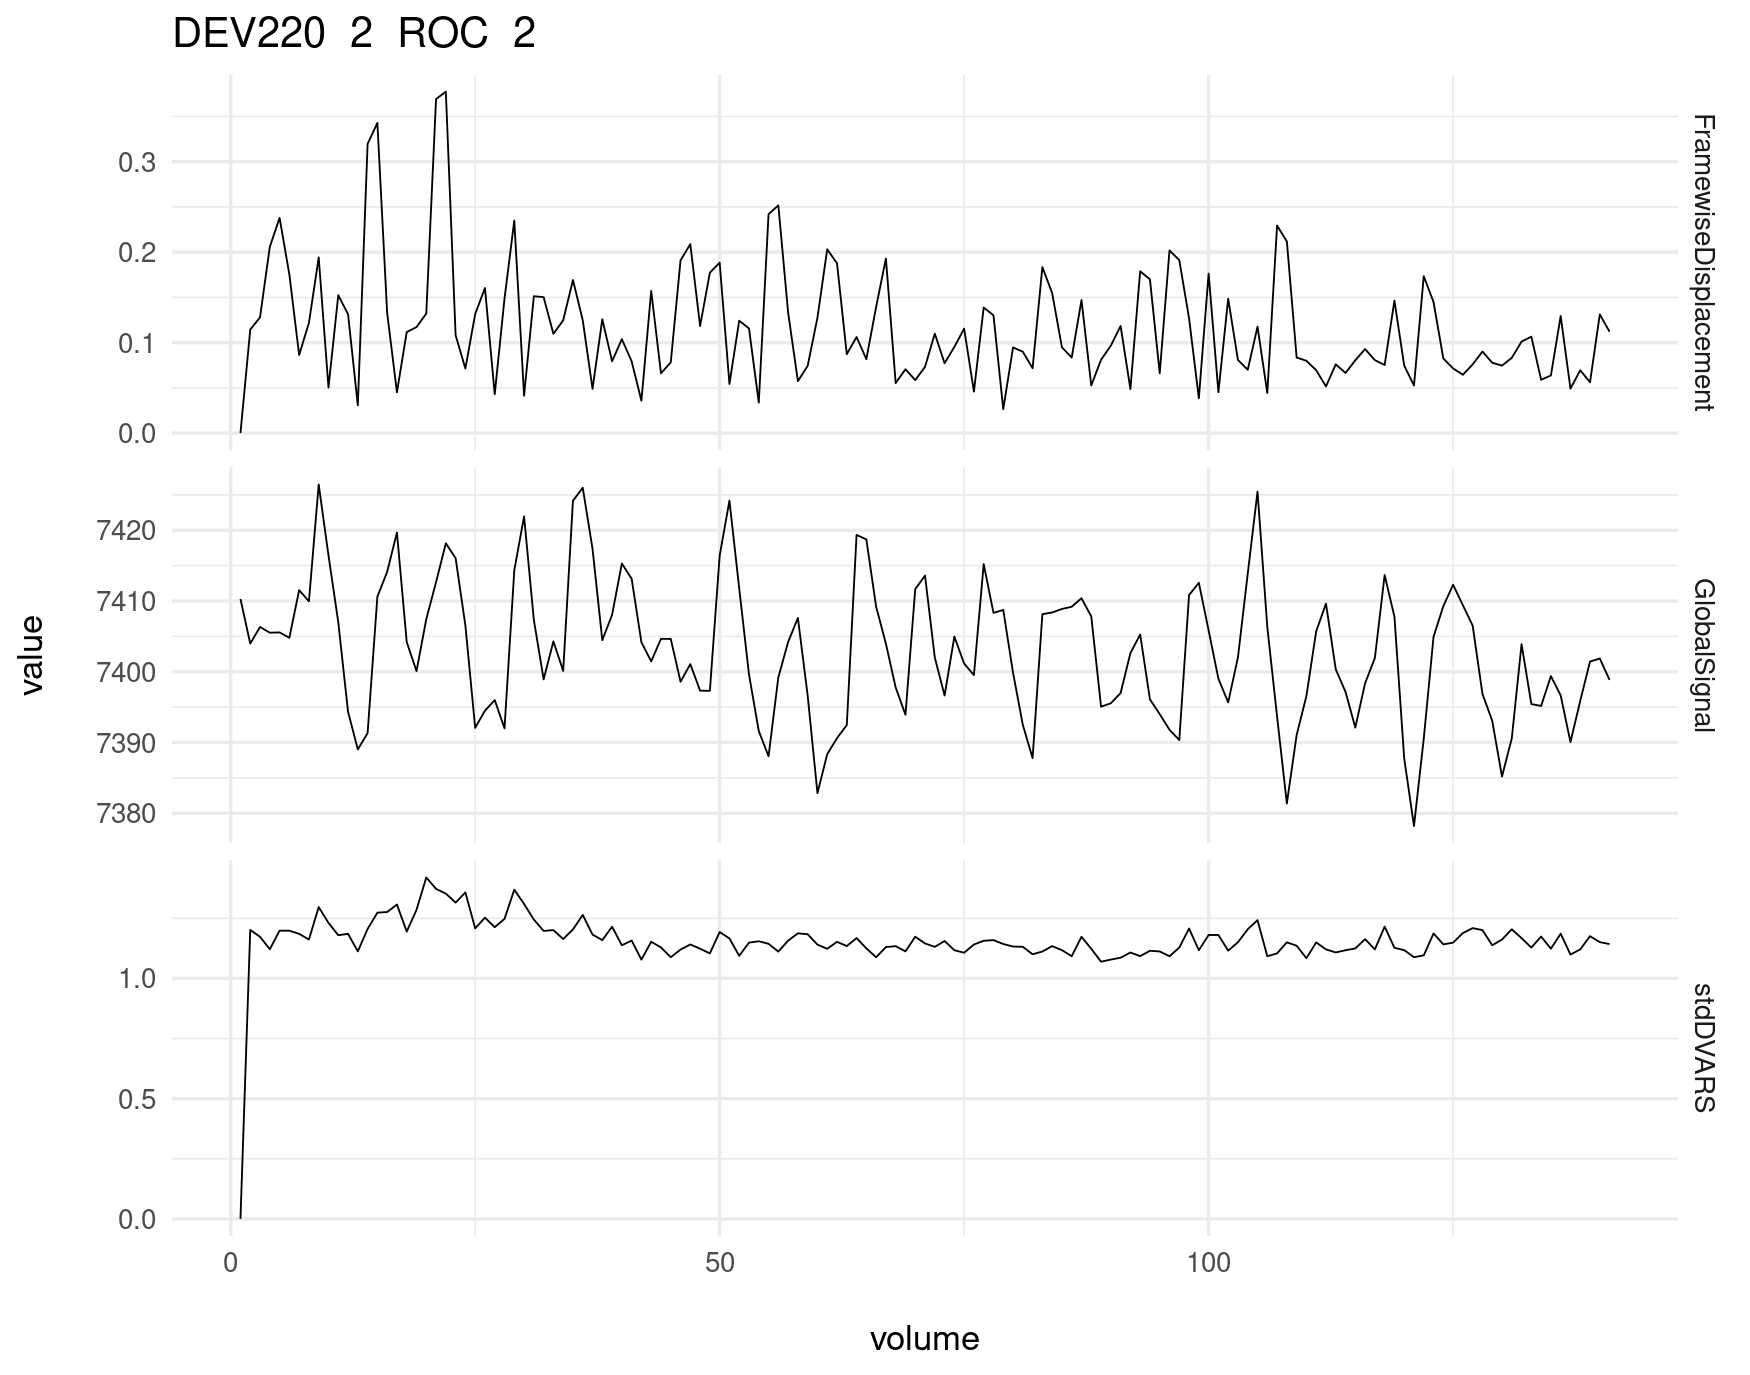 DEV220  2  ROC  2
0.3
0.2
0.1
0.0
FramewiseDisplacement
7420
7410
7400
7390
7380
GlobalSignal
value
1.0
0.5
0.0
stdDVARS
0 50 100
volume